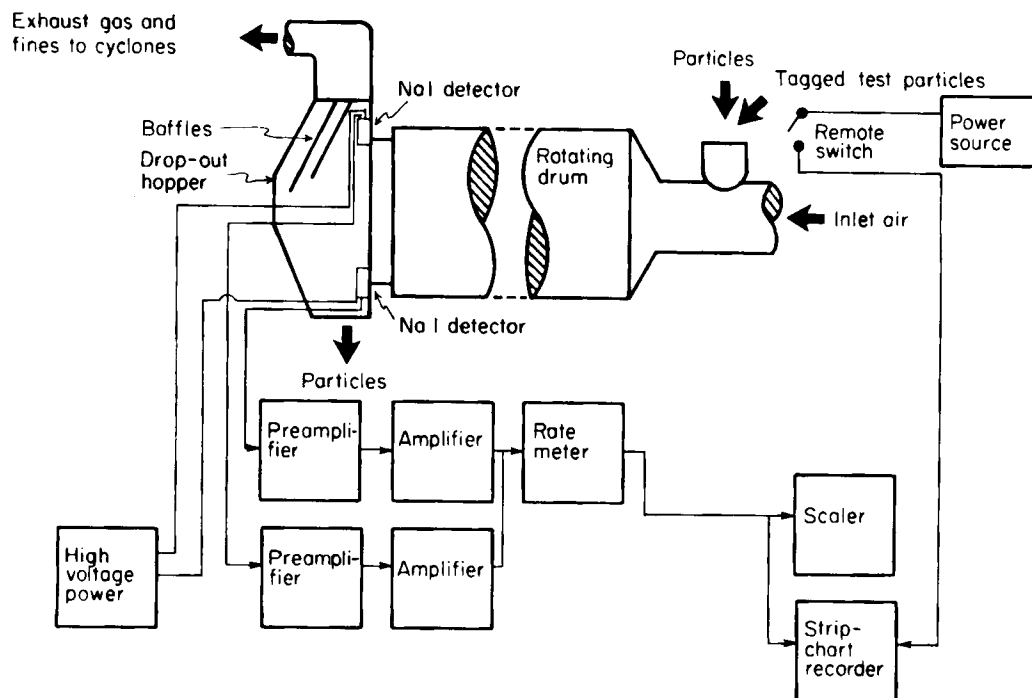 Exhaust gas and
fines to cyclones
Particles
Tagged test particles
NaI detector
Baffles
Drop-out
hopper
Rotating
drum
Remote
switch
Power
source
Inlet air
NaI detector
Particles
Preampli-
fier
Amplifier
Rate
meter
Scaler
High
voltage
power
Preampli-
fier
Amplifier
Strip-
chart
recorder